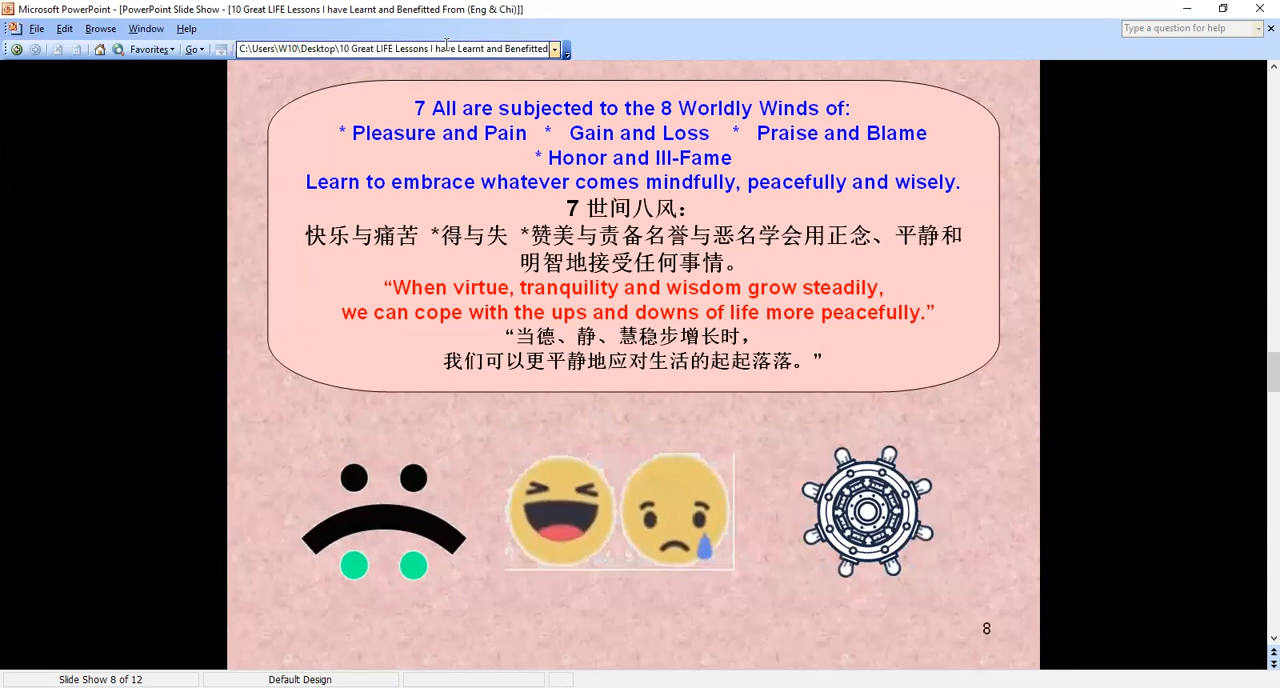 Microsoft PowerPoint - [PowerPoint Slide Show - [10 Great LIFE Lessons I have Learnt and Benefitted From (Eng & Chi)]]
File Edit Browse Window Help
Type a question for help
Favorites Go C:\Users\W10\Desktop\10 Great LIFE Lessons I have Learnt and Benefitted
7 All are subjected to the 8 Worldly Winds of:
* Pleasure and Pain * Gain and Loss * Praise and Blame
* Honor and Ill-Fame
Learn to embrace whatever comes mindfully, peacefully and wisely.
7 世间八风：
快乐与痛苦 *得与失 *赞美与责备名誉与恶名学会用正念、平静和
明智地接受任何事情。
“When virtue, tranquility and wisdom grow steadily,
we can cope with the ups and downs of life more peacefully.”
“当德、静、慧稳步增长时，
我们可以更平静地应对生活的起起落落。”
8
Slide Show 8 of 12 Default Design